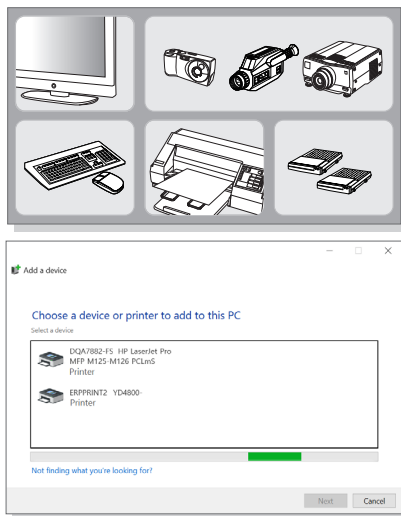 Add a device
Choose a device or printer to add to this PC
Select a device
DQA7882-F5 HP LaserJet Pro
MFP M125-M126 PCLmS
Printer
ERPPRINT2 YD4800-
Printer
Not finding what you're looking for?
Next Cancel